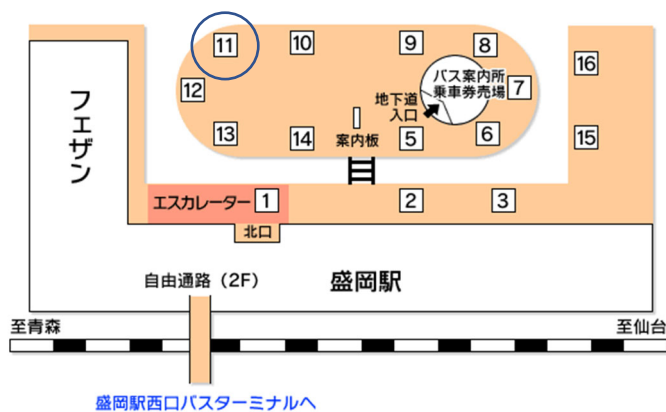 11
10
9
8
16
バス案内所
乗車券売場
7
12
地下道
入口
フェザン
13
14
案内板
5
6
15
エスカレーター
1
2
3
北口
自由通路（2F）
盛岡駅
至青森
至仙台
盛岡駅西口バスターミナルへ